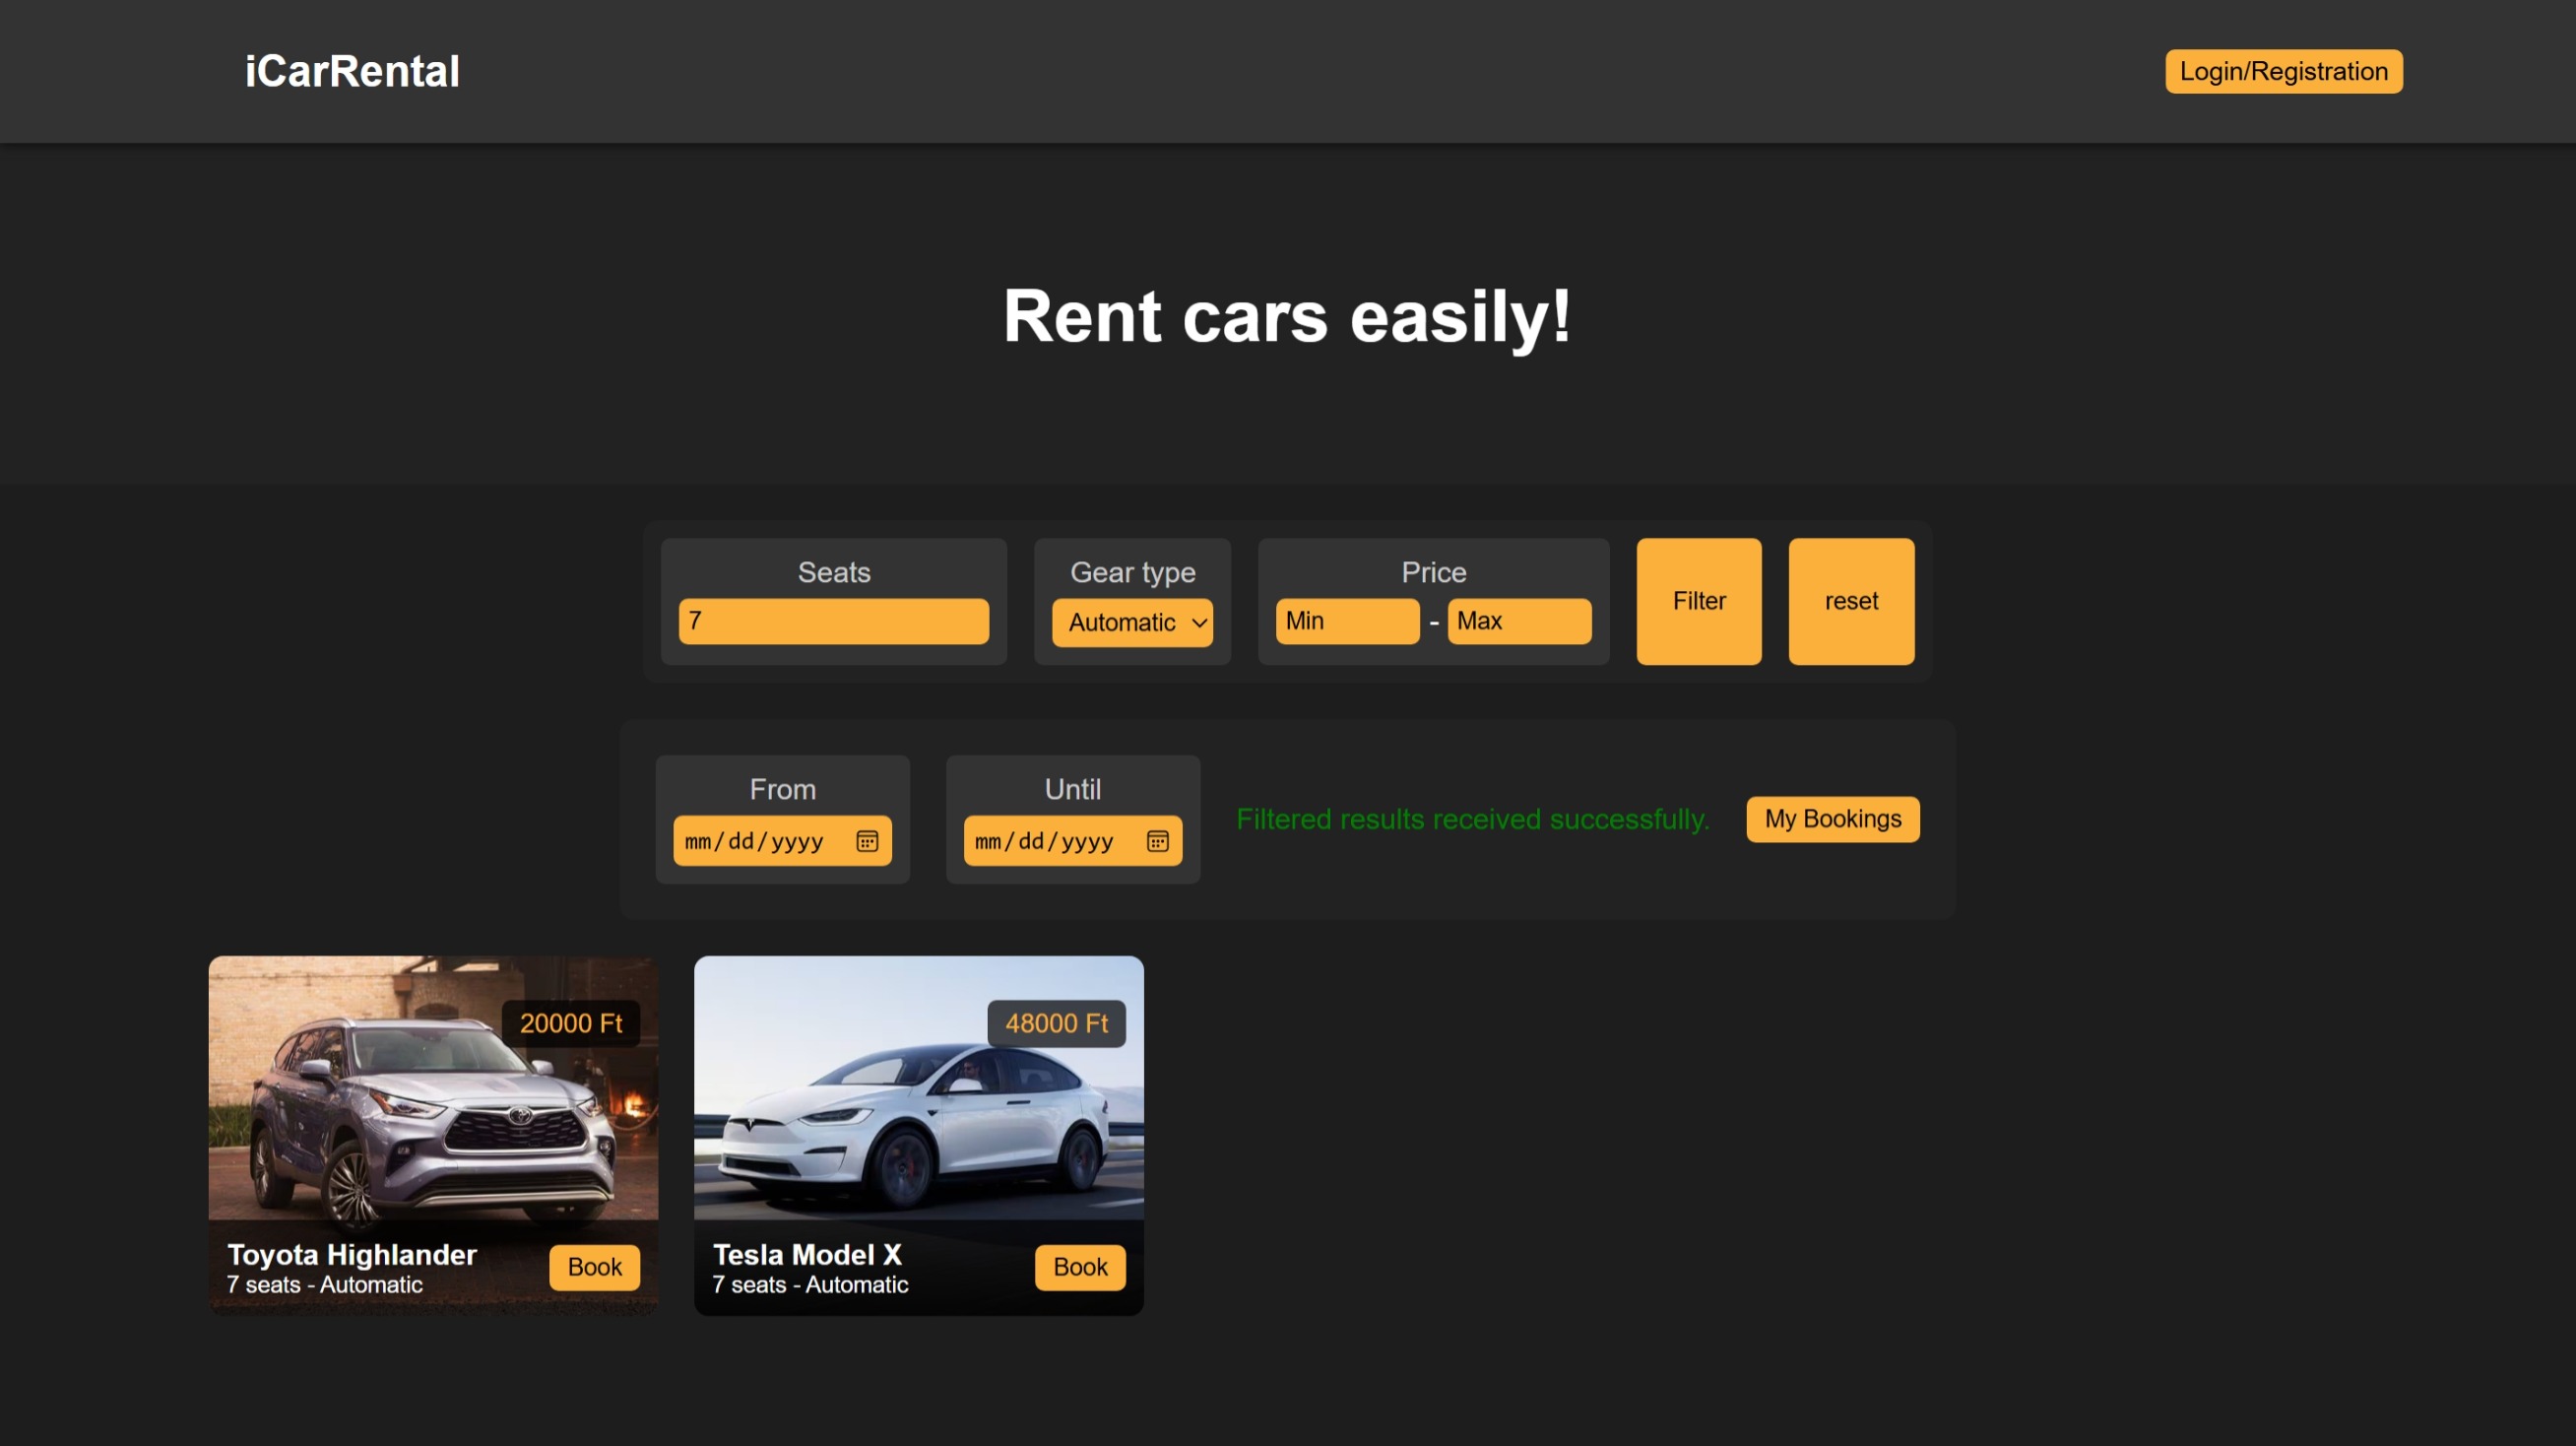 iCarRental
Login/Registration
Rent cars easily!
Seats
Gear type
Price
7
Automatic
Min - Max
Filter
reset
From
Until
mm/dd/yyyy
mm/dd/yyyy
Filtered results received successfully.
My Bookings
20000 Ft
Toyota Highlander
7 seats - Automatic
Book
48000 Ft
Tesla Model X
7 seats - Automatic
Book